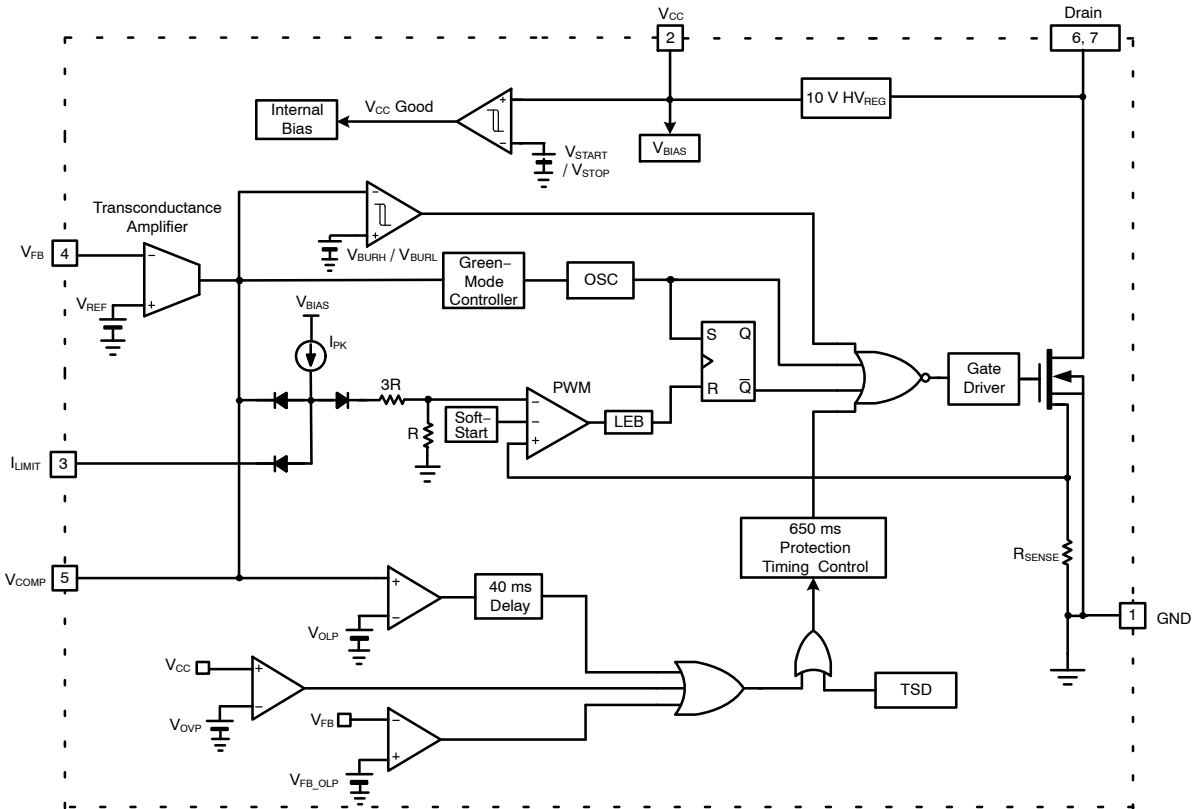 VCC
Drain
2
6, 7
10 V HVREG
Internal
Bias
VCC Good
+
−
VSTART
/ VSTOP
VBIAS
Transconductance
Amplifier
VFB
4
−
+
VREF
−
+
VBURH / VBURL
Green−
Mode
Controller
OSC
VBIAS
IPK
S
Q
R
Q
Gate
Driver
3R
R
Soft−
Start
PWM
−
−
+
LEB
ILIMIT
3
650 ms
Protection
Timing Control
RSENSE
VCOMP
5
+
−
40 ms
Delay
VOLP
1
GND
VCC
+
−
VOVP
VFB
−
+
VFB_OLP
TSD